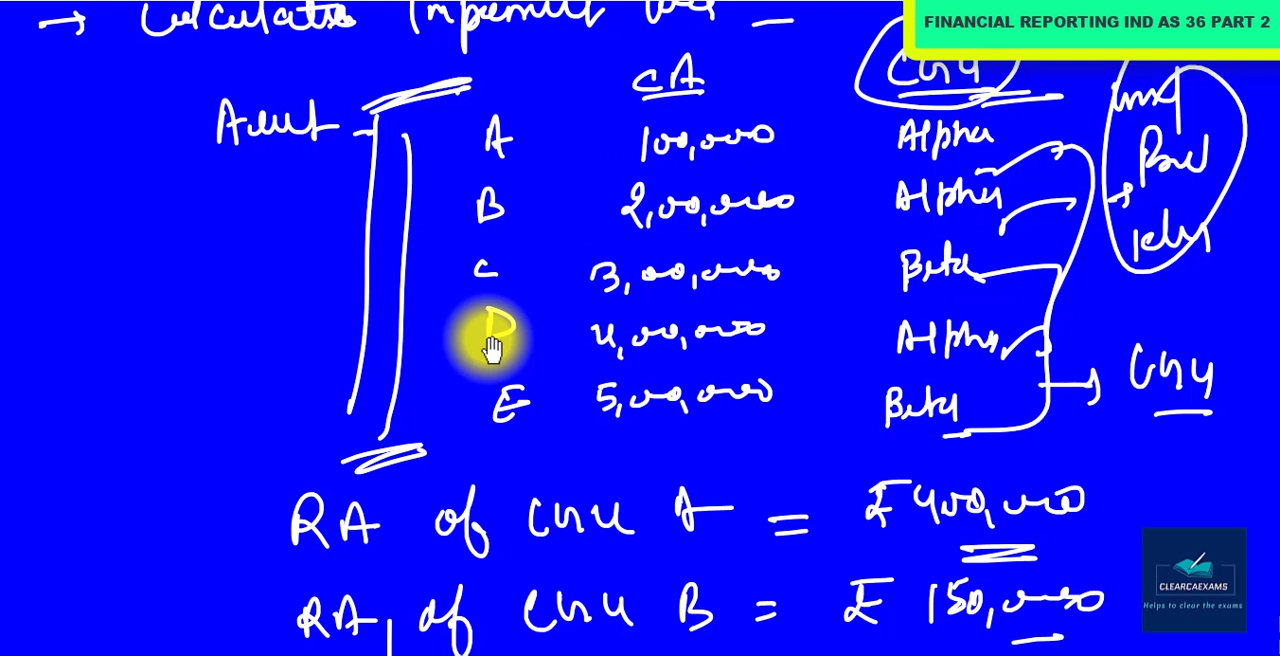 FINANCIAL REPORTING IND AS 36 PART 2
→ Calculate
CA CGU
Asset A 100,000 Alpha
B 2,00,000 Alpha
C 3,00,000 Beta
D 4,00,000 Alpha
E 5,00,000 Beta
CGU
RA of CGU A = ₹ 400,000
RA, of CGU B = ₹ 150,000
CLEARCAEXAMS
Helps to clear the exams